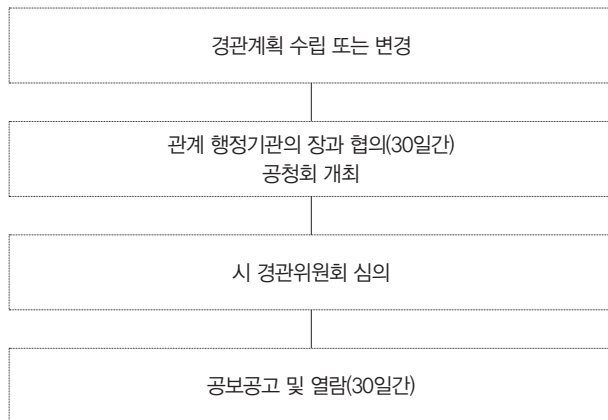 경관계획 수립 또는 변경
관계 행정기관의 장과 협의(30일간)
공청회 개최
시 경관위원회 심의
공보공고 및 열람(30일간)